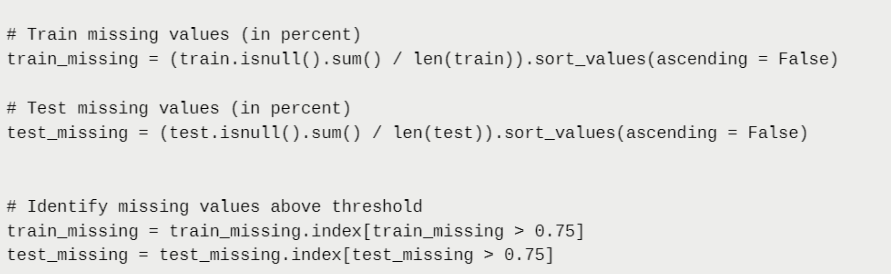 # Train missing values (in percent)
train_missing = (train.isnull().sum() / len(train)).sort_values(ascending = False)
# Test missing values (in percent)
test_missing = (test.isnull().sum() / len(test)).sort_values(ascending = False)
# Identify missing values above threshold
train_missing = train_missing.index[train_missing > 0.75]
test_missing = test_missing.index[test_missing > 0.75]